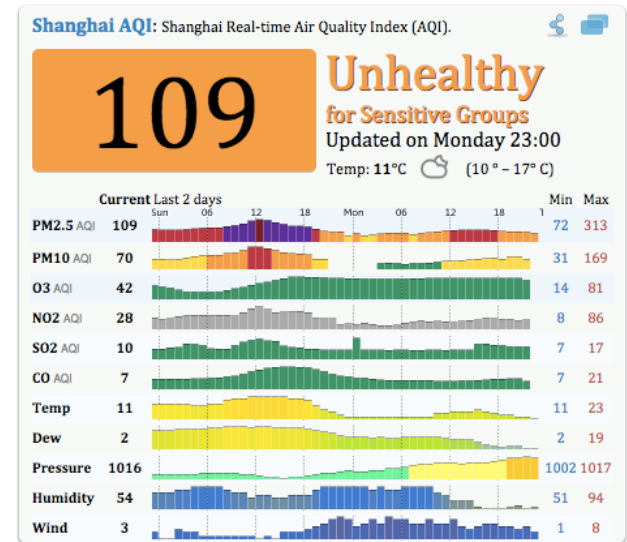 Shanghai AQI: Shanghai Real-time Air Quality Index (AQI).
109
Unhealthy
for Sensitive Groups
Updated on Monday 23:00
Temp: 11°C (10 ° – 17° C)
Current Last 2 days Min Max
Sun 06 12 18 Mon 06 12 18 1
PM2.5 AQI 109 72 313
PM10 AQI 70 31 169
O3 AQI 42 14 81
NO2 AQI 28 8 86
SO2 AQI 10 7 17
CO AQI 7 7 21
Temp 11 11 23
Dew 2 2 19
Pressure 1016 1002 1017
Humidity 54 51 94
Wind 3 1 8